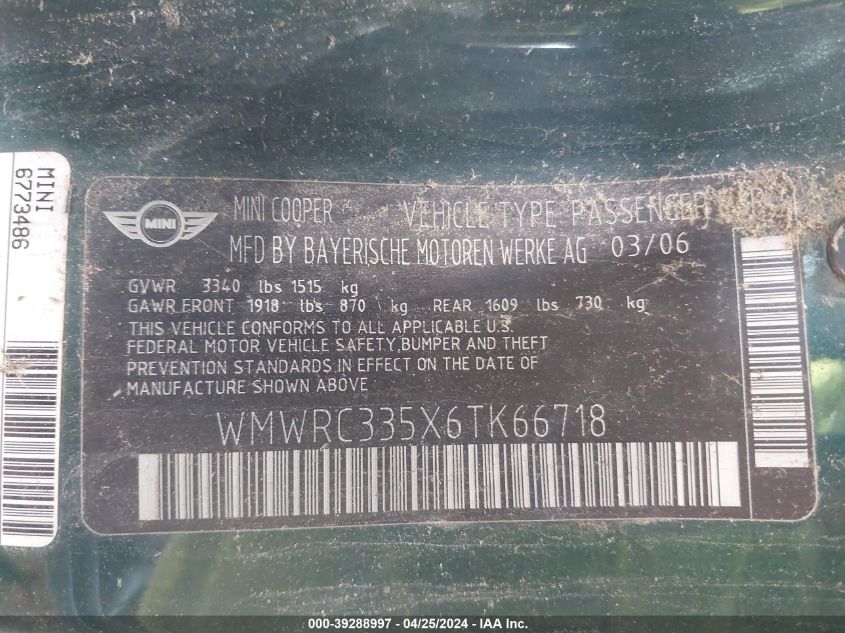 MINI
6773486
MINI
MINI COOPER VEHICLE TYPE PASSENGER
MFD BY BAYERISCHE MOTOREN WERKE AG 03/06
GVWR 3340 lbs 1515 kg
GAWR FRONT 1918 lbs 870 kg REAR 1609 lbs 730 kg
THIS VEHICLE CONFORMS TO ALL APPLICABLE U.S.
FEDERAL MOTOR VEHICLE SAFETY,BUMPER AND THEFT
PREVENTION STANDARDS IN EFFECT ON THE DATE OF
MANUFACTURE SHOWN ABOVE
WMWRC335X6TK66718
000-39288997 - 04/25/2024 - IAA Inc.